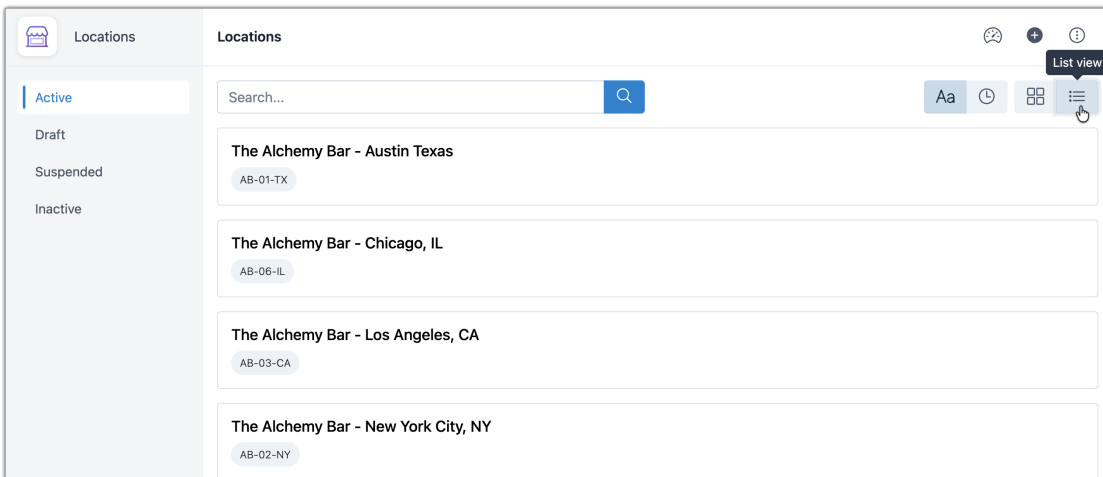 Locations
Locations
List view
Active
Draft
Suspended
Inactive
Search...
Aa
The Alchemy Bar - Austin Texas
AB-01-TX
The Alchemy Bar - Chicago, IL
AB-06-IL
The Alchemy Bar - Los Angeles, CA
AB-03-CA
The Alchemy Bar - New York City, NY
AB-02-NY